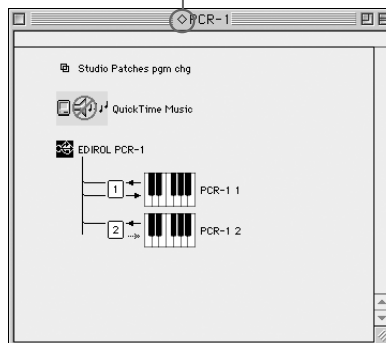 ◇PCR-1
Studio Patches pgm chg
QuickTime Music
EDIROL PCR-1
1
PCR-1 1
2
PCR-1 2